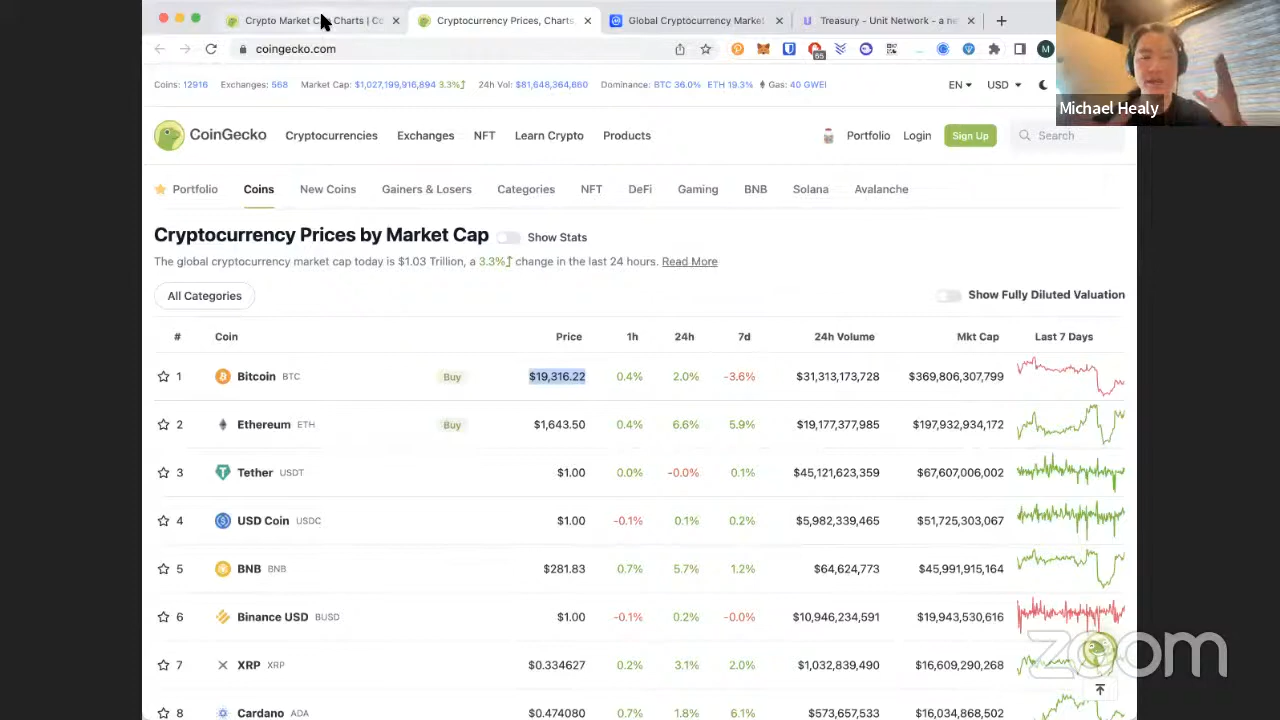 Crypto Market Cap Charts | Co
Cryptocurrency Prices, Charts
Global Cryptocurrency Market
Treasury - Unit Network - a ne
coingecko.com
65
M
Michael Healy
Coins: 12916 Exchanges: 568 Market Cap: $1,027,199,916,894 3.3% 24h Vol: $81,648,364,860 Dominance: BTC 36.0% ETH 19.3% Gas: 40 GWEI EN USD
CoinGecko Cryptocurrencies Exchanges NFT Learn Crypto Products Portfolio Login Sign Up Search
Portfolio Coins New Coins Gainers & Losers Categories NFT DeFi Gaming BNB Solana Avalanche
Cryptocurrency Prices by Market Cap Show Stats
The global cryptocurrency market cap today is $1.03 Trillion, a 3.3% change in the last 24 hours. Read More
All Categories Show Fully Diluted Valuation
# Coin Price 1h 24h 7d 24h Volume Mkt Cap Last 7 Days
1 Bitcoin BTC Buy $19,316.22 0.4% 2.0% -3.6% $31,313,173,728 $369,806,307,799
2 Ethereum ETH Buy $1,643.50 0.4% 6.6% 5.9% $19,177,377,985 $197,932,934,172
3 Tether USDT $1.00 0.0% -0.0% 0.1% $45,121,623,359 $67,607,006,002
4 USD Coin USDC $1.00 -0.1% 0.1% 0.2% $5,982,339,465 $51,725,303,067
5 BNB BNB $281.83 0.7% 5.7% 1.2% $64,624,773 $45,991,915,164
6 Binance USD BUSD $1.00 -0.1% 0.2% -0.0% $10,946,234,591 $19,943,530,616
7 XRP XRP $0.334627 0.2% 3.1% 2.0% $1,032,839,490 $16,609,290,268
8 Cardano ADA $0.474080 0.7% 1.8% 6.1% $573,657,533 $16,034,868,502
zoom